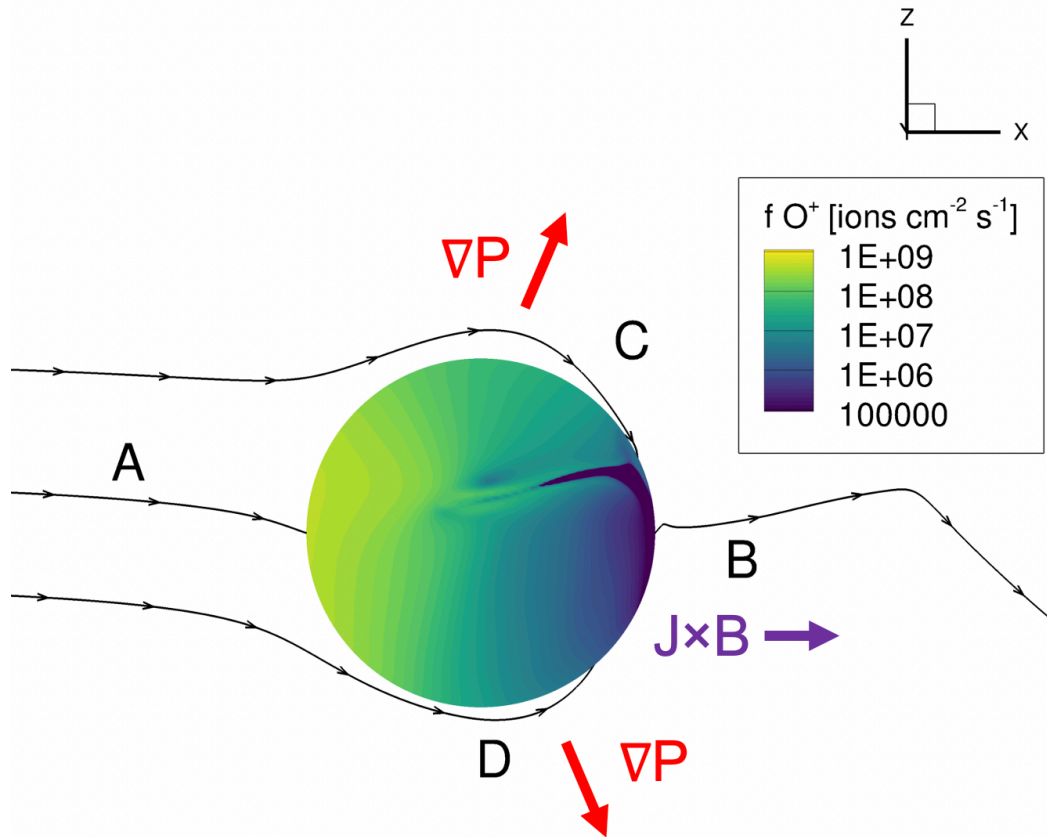 Z
Y
X
f O⁺ [ions cm⁻² s⁻¹]
1E+09
1E+08
1E+07
1E+06
100000
∇P
C
A
B
J×B
D
∇P